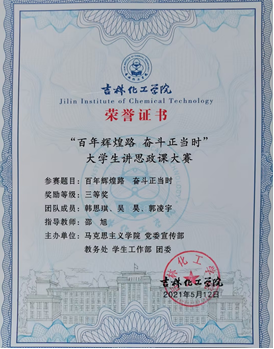 吉林化工学院
Jilin Institute of Chemical Technology
荣誉证书
“百年辉煌路 奋斗正当时”
大学生讲思政课大赛
参赛题目：百年辉煌路 奋斗正当时
奖励等级：三等奖
团队成员：韩思琪、吴昊、郭凌宇
指导教师：邵旭
主办单位：马克思主义学院 党委宣传部
教务处 学生工作部 团委
吉林化工学院
2021年5月12日